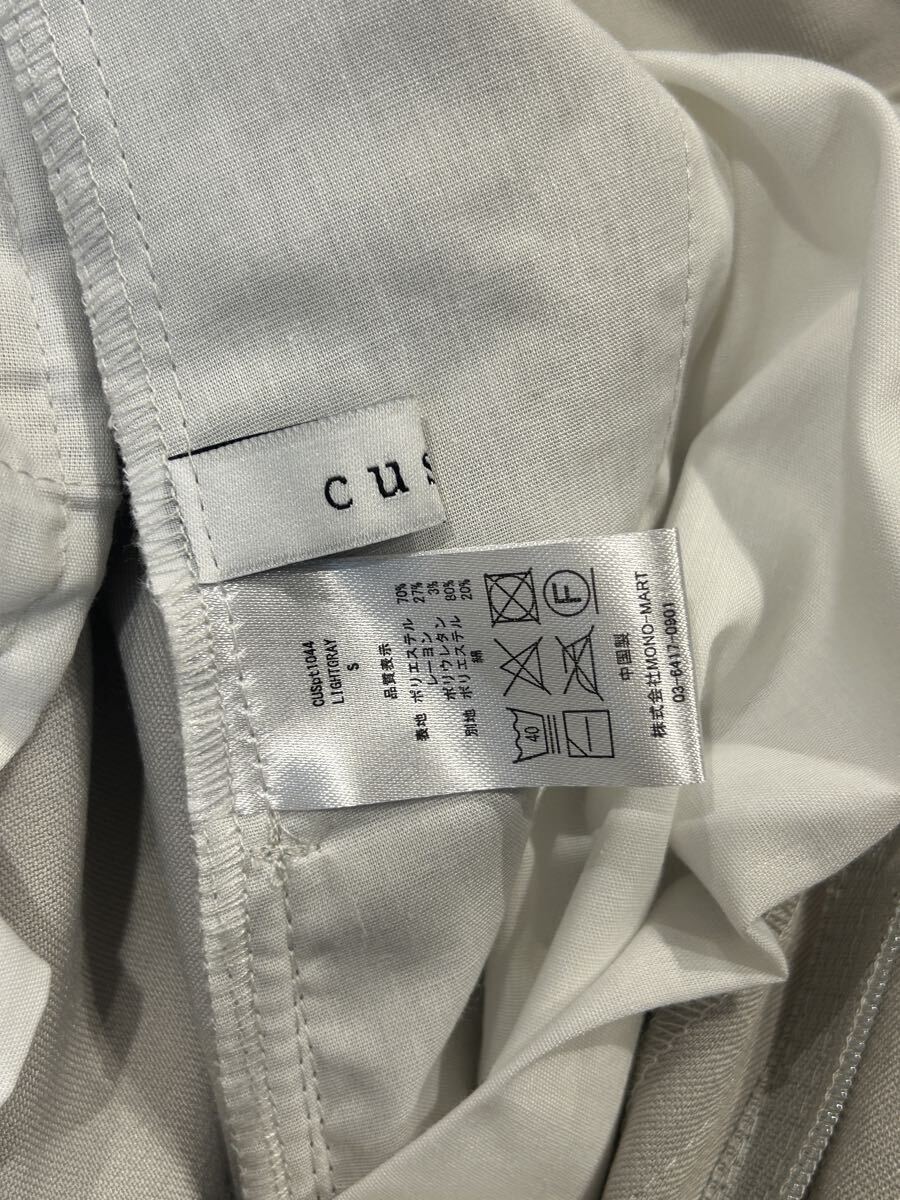 cus
CUSpt1044
LIGHTGRAY
S
品質表示
表地 ポリエステル 70%
レーヨン 27%
ポリウレタン 3%
別地 ポリエステル 80%
綿 20%
40
F
中国製
株式会社MONO-MART
03-6417-0901